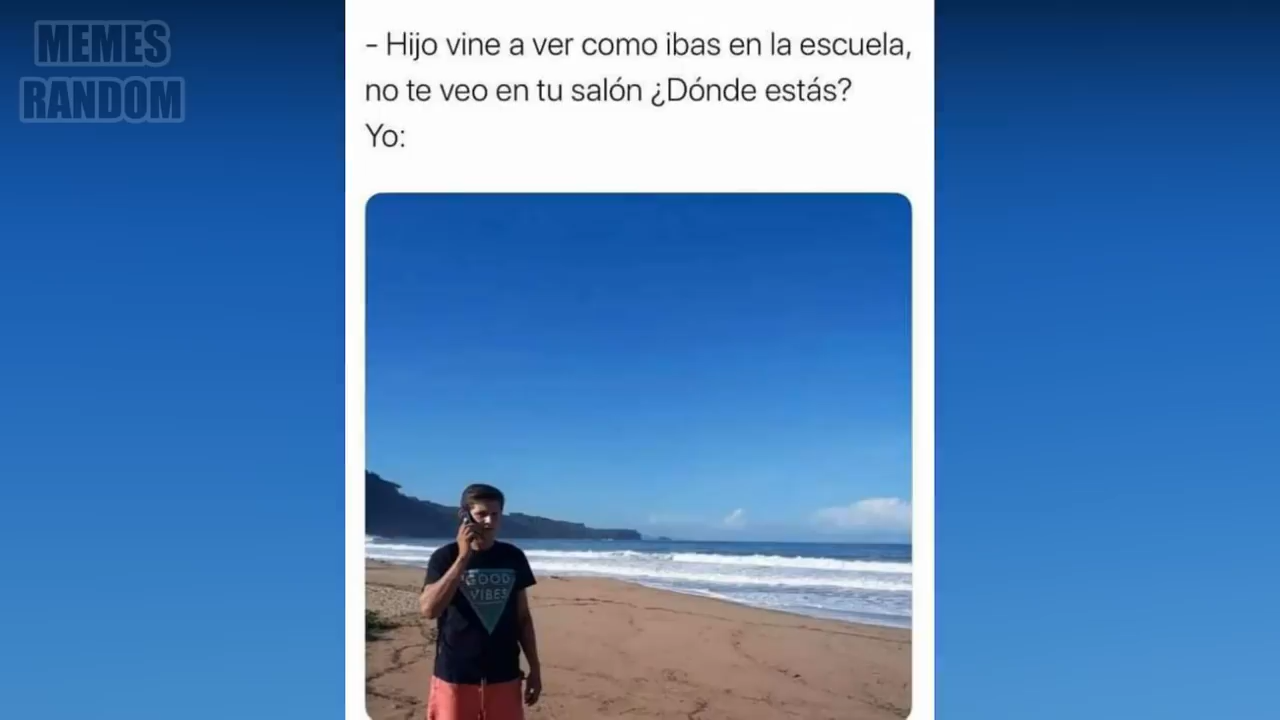 MEMES
RANDOM
- Hijo vine a ver como ibas en la escuela,
no te veo en tu salón ¿Dónde estás?
Yo:
GOOD
VIBES